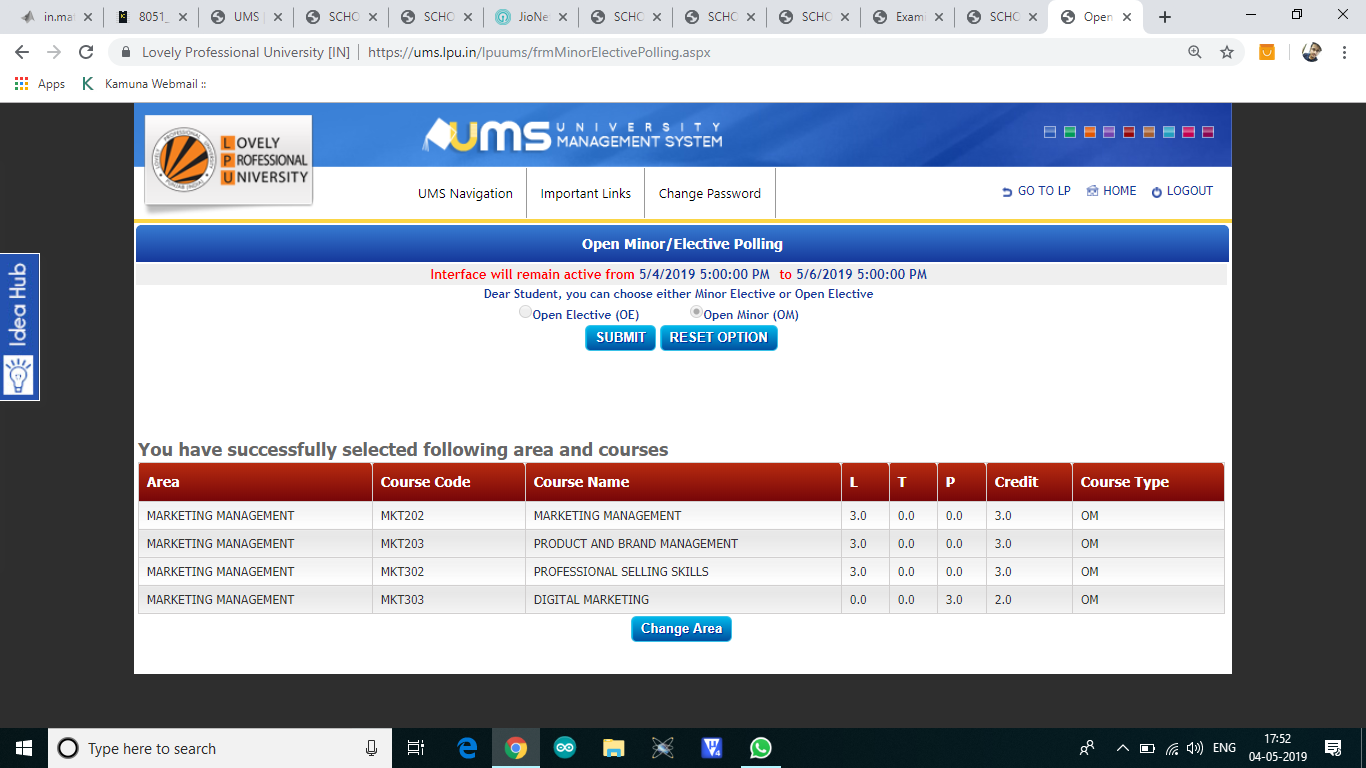 in.ma
8051_
UMS
SCHO
SCHO
JioNe
SCHC
SCHC
SCHC
Exam
SCHC
Open
Lovely Professional University [IN] | https://ums.lpu.in/lpuums/frmMinorElectivePolling.aspx
Apps Kamuna Webmail ::
LOVELY
PROFESSIONAL
UNIVERSITY
UMS UNIVERSITY
MANAGEMENT SYSTEM
UMS Navigation Important Links Change Password
GO TO LP HOME LOGOUT
Idea Hub
Open Minor/Elective Polling
Interface will remain active from 5/4/2019 5:00:00 PM to 5/6/2019 5:00:00 PM
Dear Student, you can choose either Minor Elective or Open Elective
Open Elective (OE) Open Minor (OM)
SUBMIT RESET OPTION
You have successfully selected following area and courses
Area Course Code Course Name L T P Credit Course Type
MARKETING MANAGEMENT MKT202 MARKETING MANAGEMENT 3.0 0.0 0.0 3.0 OM
MARKETING MANAGEMENT MKT203 PRODUCT AND BRAND MANAGEMENT 3.0 0.0 0.0 3.0 OM
MARKETING MANAGEMENT MKT302 PROFESSIONAL SELLING SKILLS 3.0 0.0 0.0 3.0 OM
MARKETING MANAGEMENT MKT303 DIGITAL MARKETING 0.0 0.0 3.0 2.0 OM
Change Area
Type here to search
ENG
17:52
04-05-2019